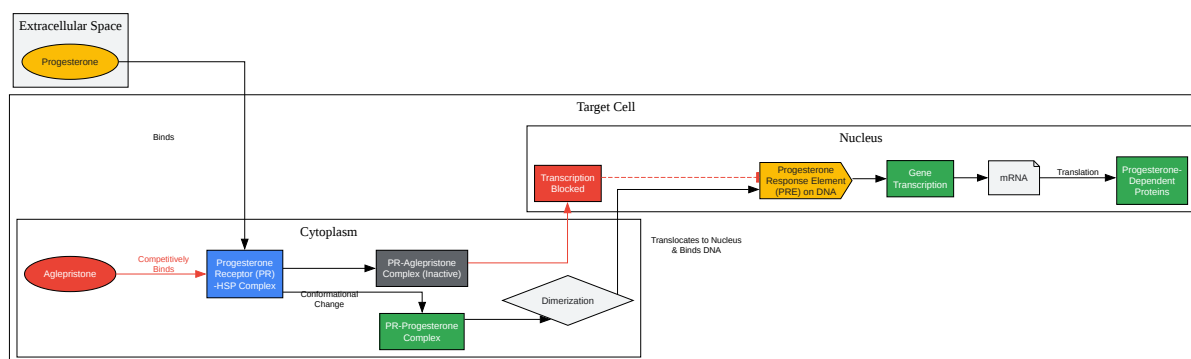 Extracellular Space
Progesterone
Target Cell
Binds
Nucleus
Transcription
Blocked
Progesterone
Response Element
(PRE) on DNA
Gene
Transcription
mRNA
Translation
Progesterone-
Dependent
Proteins
Cytoplasm
Translocates to Nucleus
& Binds DNA
Aglepristone
Competitively
Binds
Progesterone
Receptor (PR)
-HSP Complex
PR-Aglepristone
Complex (Inactive)
Conformational
Change
Dimerization
PR-Progesterone
Complex